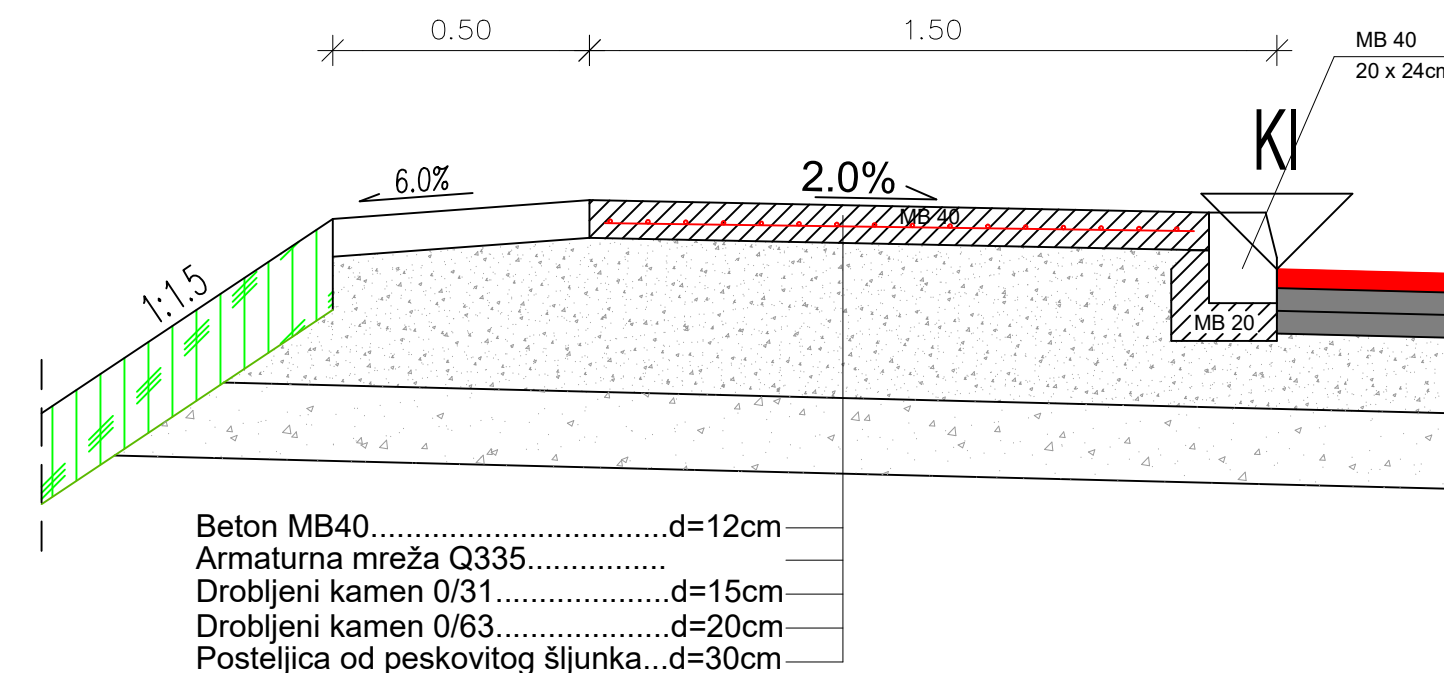 0.50
1.50
MB 40
20 x 24cm
KI
6.0%
2.0%
MB 40
1:1.5
MB 20
Beton MB40.................................d=12cm
Armaturna mreža Q335................
Drobljeni kamen 0/31....................d=15cm
Drobljeni kamen 0/63....................d=20cm
Posteljica od peskovitog šljunka...d=30cm